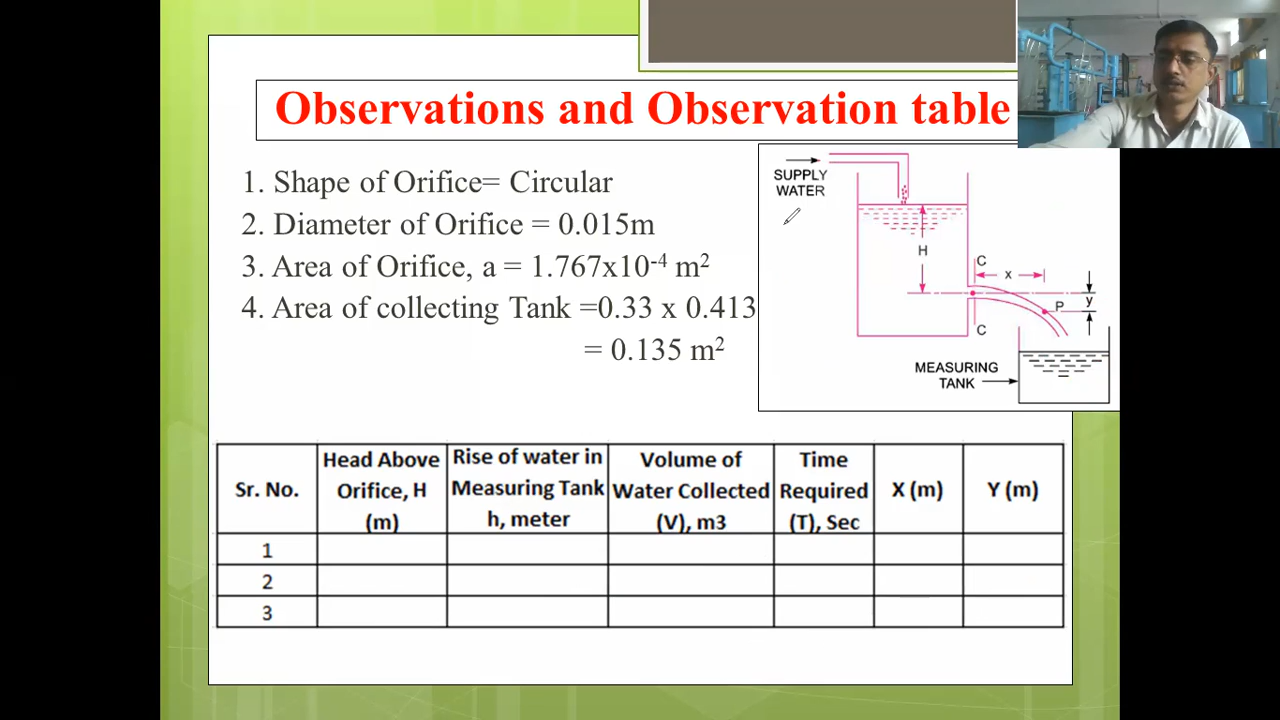 Observations and Observation table
1. Shape of Orifice= Circular
2. Diameter of Orifice = 0.015m
3. Area of Orifice, a = 1.767x10⁻⁴ m²
4. Area of collecting Tank =0.33 x 0.413
= 0.135 m²
SUPPLY
WATER
H
C
x
P
y
C
MEASURING
TANK
Sr. No. Head Above Orifice, H (m) Rise of water in Measuring Tank h, meter Volume of Water Collected (V), m3 Time Required (T), Sec X (m) Y (m)
1
2
3